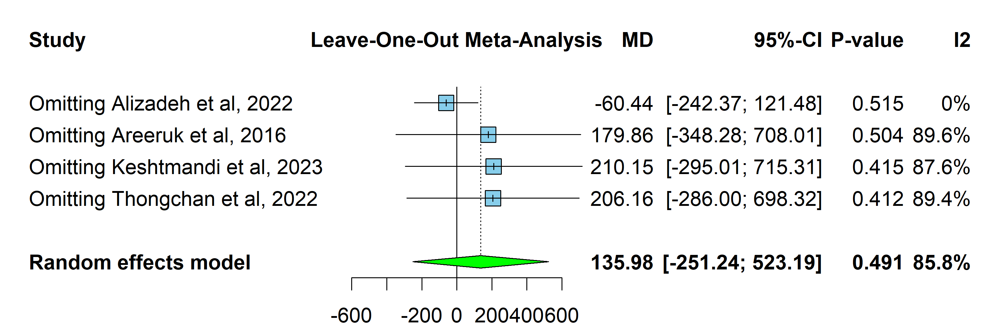 Study Leave-One-Out Meta-Analysis MD 95%-CI P-value I2
Omitting Alizadeh et al, 2022 -60.44 [-242.37; 121.48] 0.515 0%
Omitting Areeruk et al, 2016 179.86 [-348.28; 708.01] 0.504 89.6%
Omitting Keshtmandi et al, 2023 210.15 [-295.01; 715.31] 0.415 87.6%
Omitting Thongchan et al, 2022 206.16 [-286.00; 698.32] 0.412 89.4%
Random effects model 135.98 [-251.24; 523.19] 0.491 85.8%
-600 -200 0 200 400 600